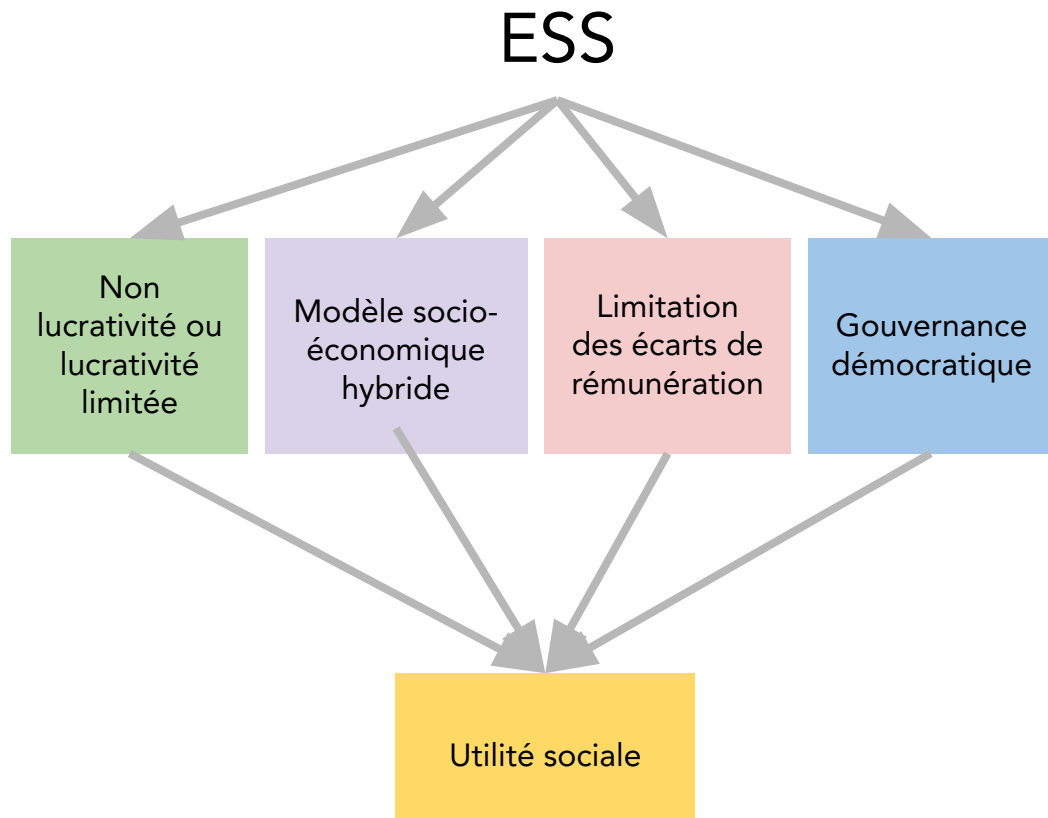 ESS
Non
lucrativité ou
lucrativité
limitée
Modèle socio-
économique
hybride
Limitation
des écarts de
rémunération
Gouvernance
démocratique
Utilité sociale